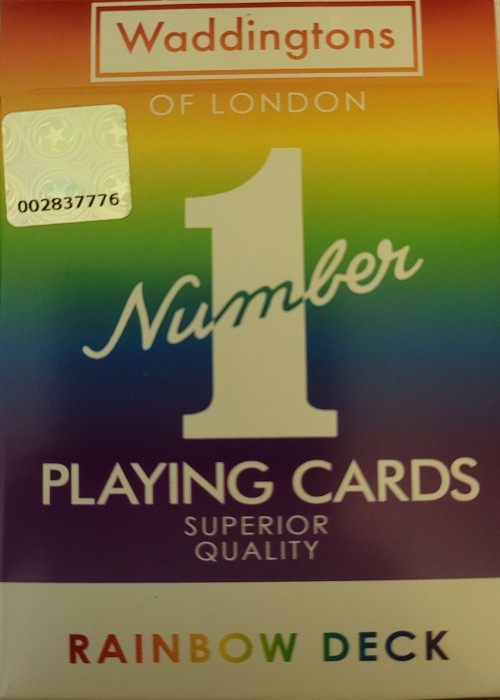 Waddingtons
OF LONDON
002837776
Number
1
PLAYING CARDS
SUPERIOR
QUALITY
RAINBOW DECK